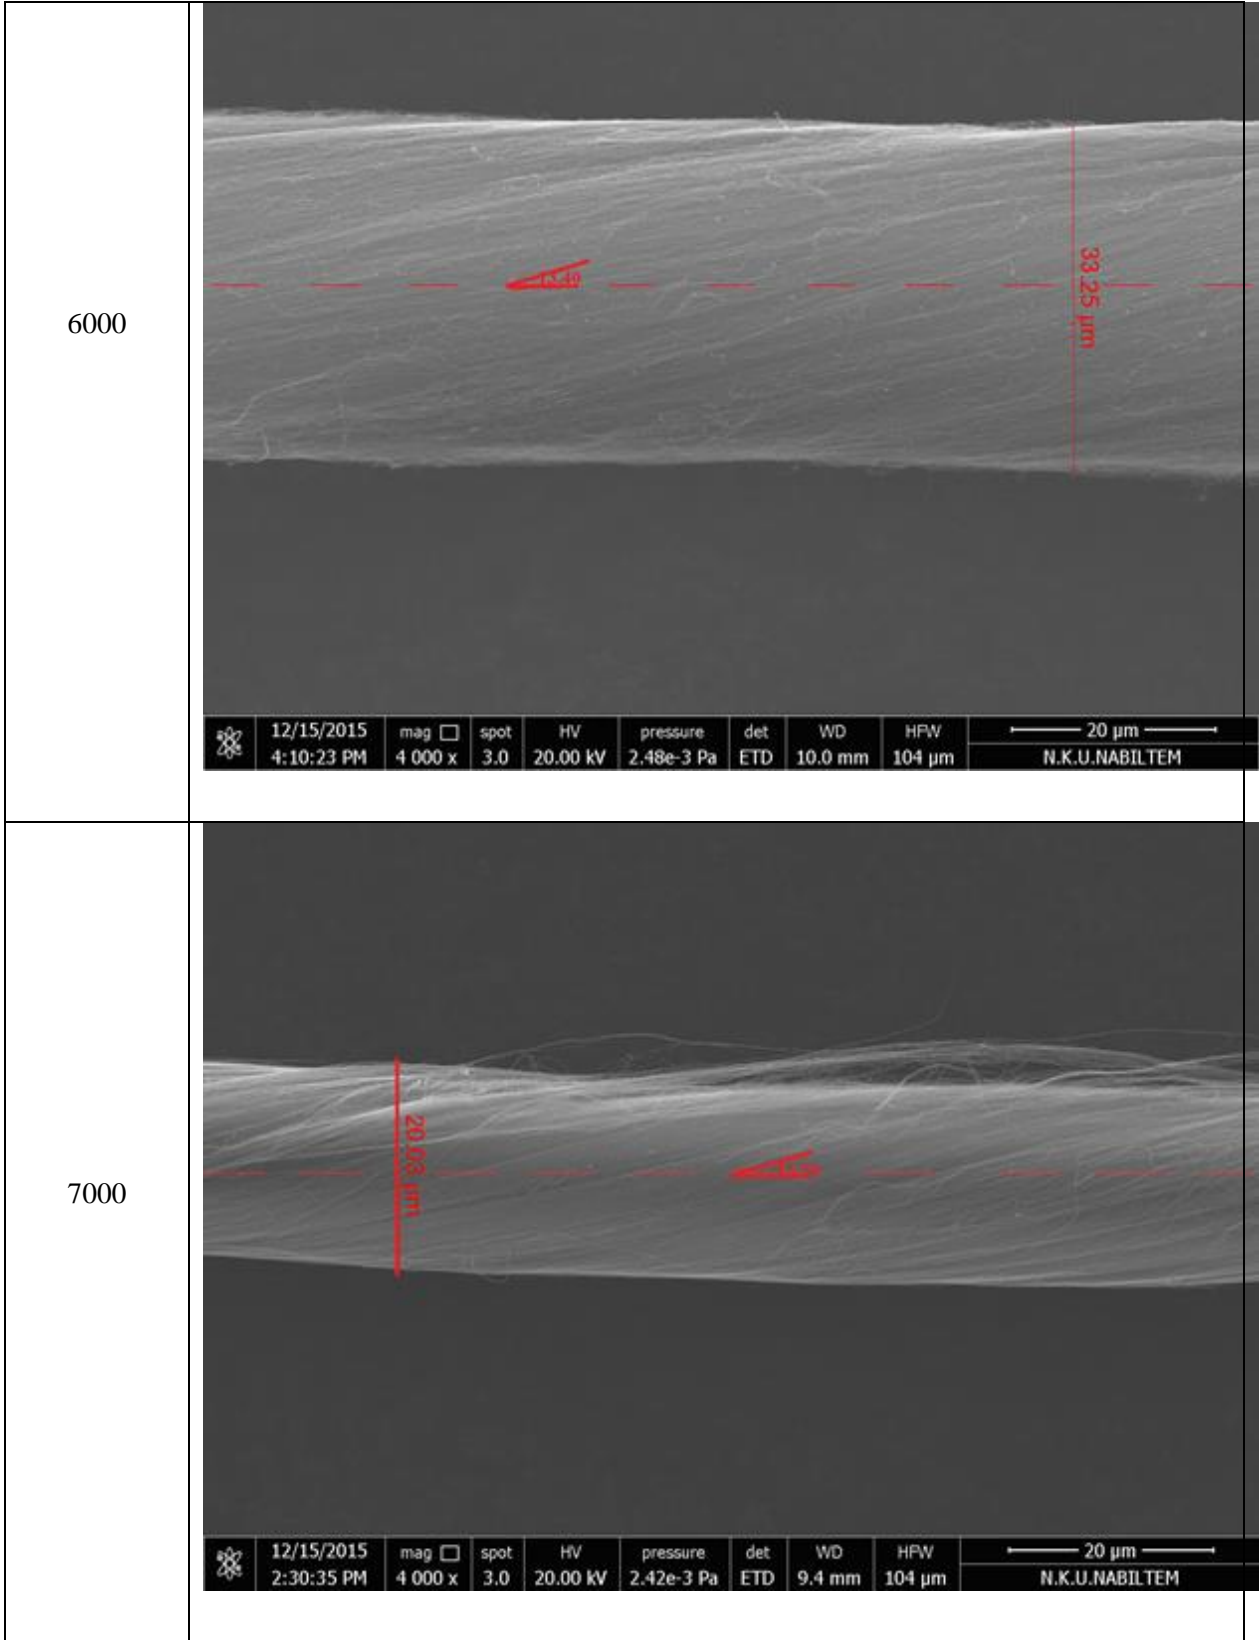 6000
33.25 µm
12/15/2015 mag spot HV pressure det WD HFW 20 µm
4:10:23 PM 4 000 x 3.0 20.00 kV 2.48e-3 Pa ETD 10.0 mm 104 µm N.K.U.NABILTEM
7000
20.03 µm
12/15/2015 mag spot HV pressure det WD HFW 20 µm
2:30:35 PM 4 000 x 3.0 20.00 kV 2.42e-3 Pa ETD 9.4 mm 104 µm N.K.U.NABILTEM